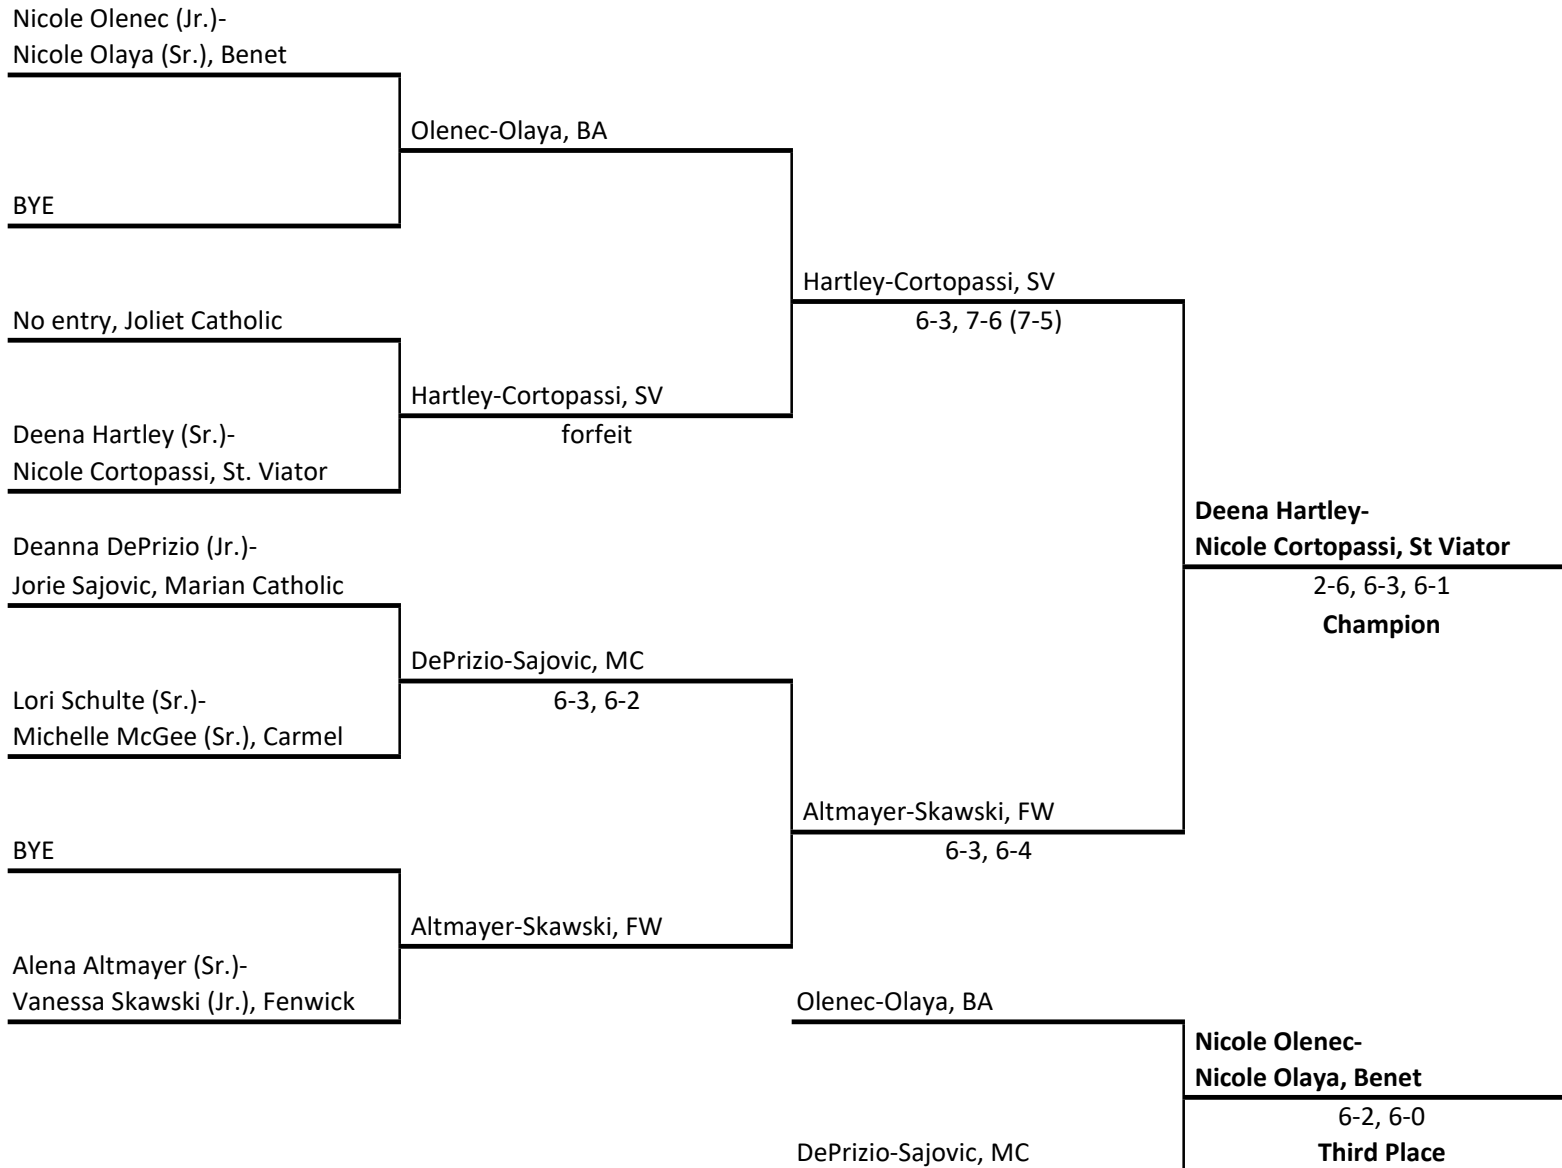 Nicole Olenec (Jr.)-
Nicole Olaya (Sr.), Benet
Olenec-Olaya, BA
BYE
Hartley-Cortopassi, SV
No entry, Joliet Catholic
6-3, 7-6 (7-5)
Hartley-Cortopassi, SV
Deena Hartley (Sr.)-
forfeit
Nicole Cortopassi, St. Viator
Deena Hartley-
Nicole Cortopassi, St Viator
2-6, 6-3, 6-1
Champion
Deanna DePrizio (Jr.)-
Jorie Sajovic, Marian Catholic
DePrizio-Sajovic, MC
6-3, 6-2
Lori Schulte (Sr.)-
Michelle McGee (Sr.), Carmel
Altmayer-Skawski, FW
6-3, 6-4
BYE
Altmayer-Skawski, FW
Alena Altmayer (Sr.)-
Vanessa Skawski (Jr.), Fenwick
Olenec-Olaya, BA
Nicole Olenec-
Nicole Olaya, Benet
6-2, 6-0
Third Place
DePrizio-Sajovic, MC